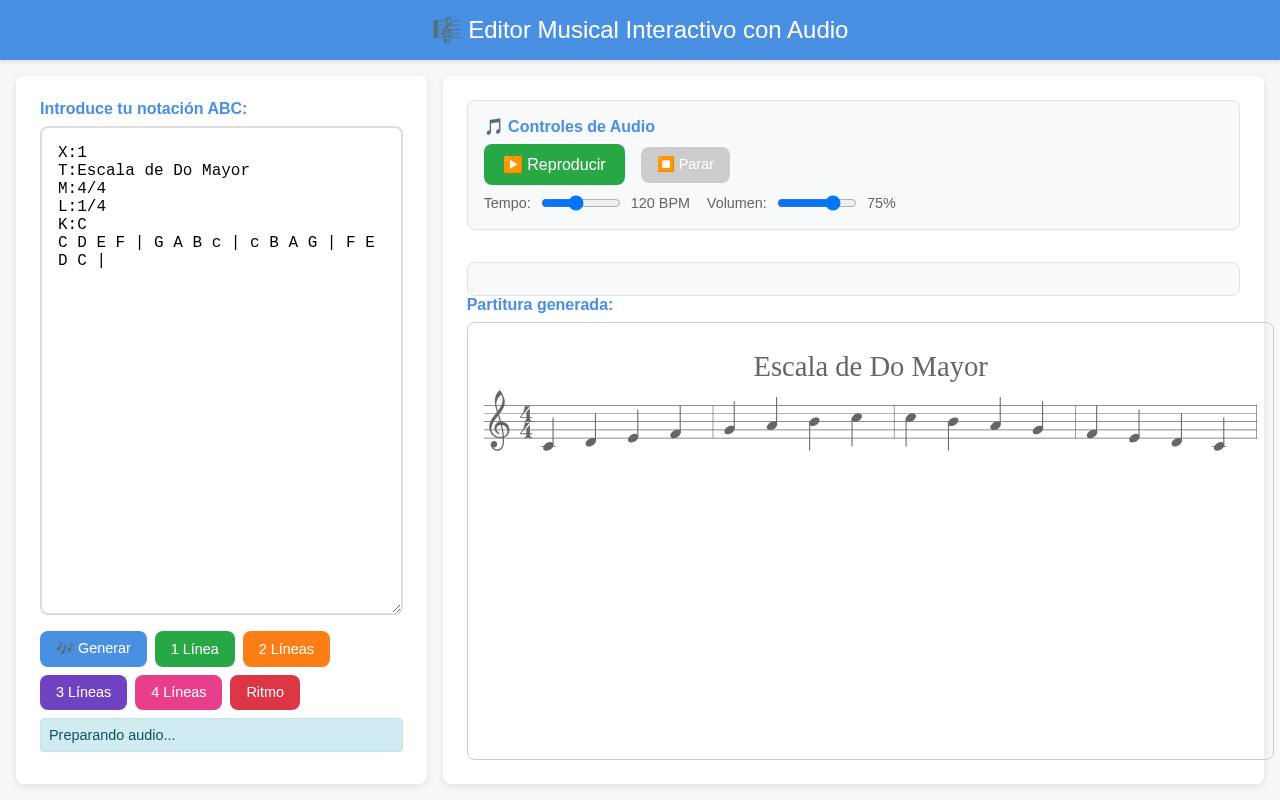 🎼 Editor Musical Interactivo con Audio
Introduce tu notación ABC:
X:1
T:Escala de Do Mayor
M:4/4
L:1/4
K:C
C D E F | G A B c | c B A G | F E
D C |
🎶 Generar
1 Línea
2 Líneas
3 Líneas
4 Líneas
Ritmo
Preparando audio...
🎵 Controles de Audio
▶️ Reproducir
⏹️ Parar
Tempo: 120 BPM Volumen: 75%
Partitura generada:
Escala de Do Mayor
4
4